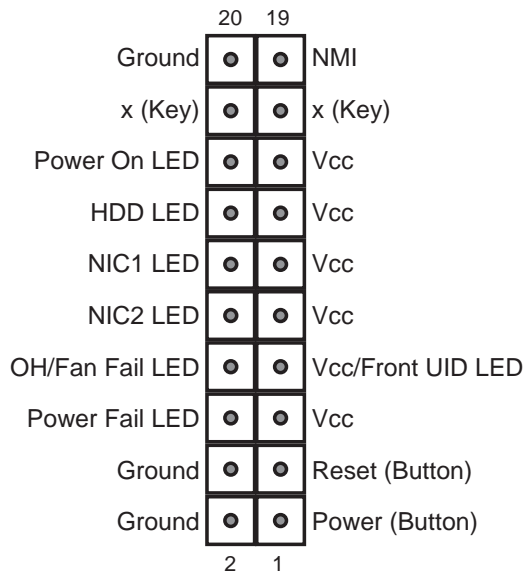 20 19
Ground NMI
x (Key) x (Key)
Power On LED Vcc
HDD LED Vcc
NIC1 LED Vcc
NIC2 LED Vcc
OH/Fan Fail LED Vcc/Front UID LED
Power Fail LED Vcc
Ground Reset (Button)
Ground Power (Button)
2 1